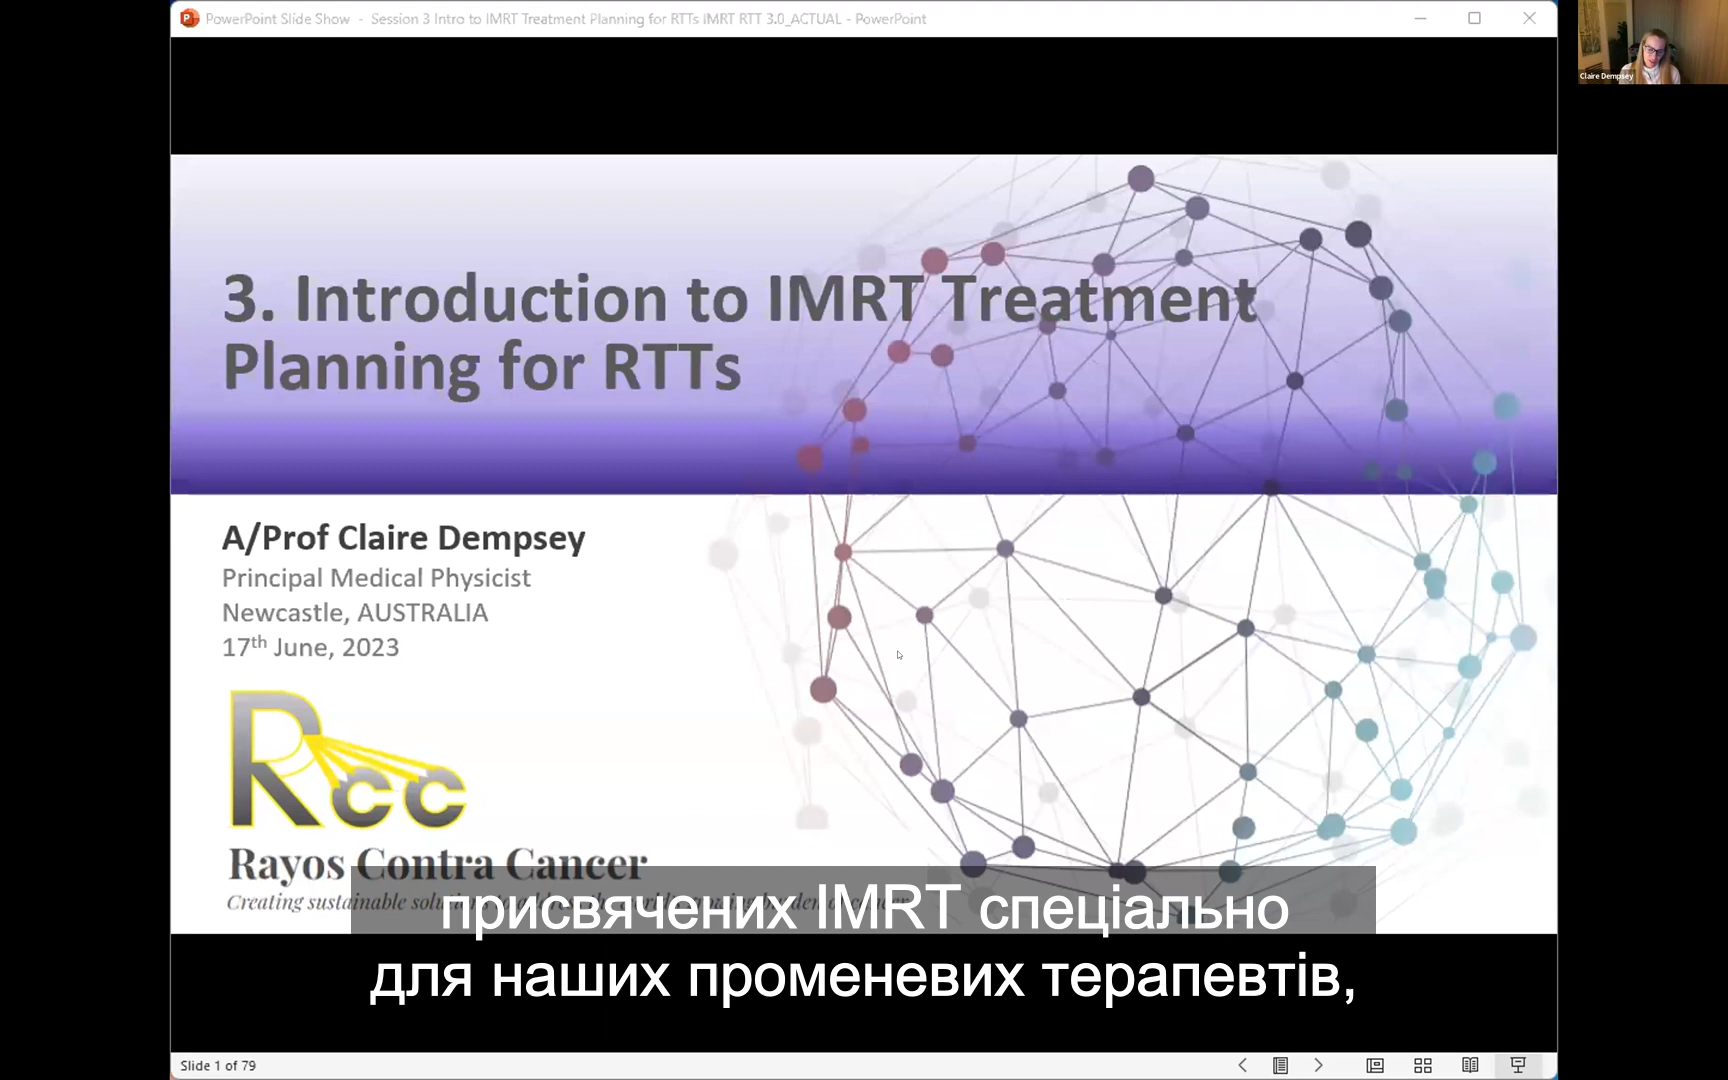 PowerPoint Slide Show - Session 3 Intro to IMRT Treatment Planning for RTTs IMRT RTT 3.0_ACTUAL - PowerPoint
Claire Dempsey
3. Introduction to IMRT Treatment
Planning for RTTs
A/Prof Claire Dempsey
Principal Medical Physicist
Newcastle, AUSTRALIA
17th June, 2023
Rcc
Rayos Contra Cancer
Creating sustainable
присвячених IMRT спеціально
для наших променевих терапевтів,
Slide 1 of 79